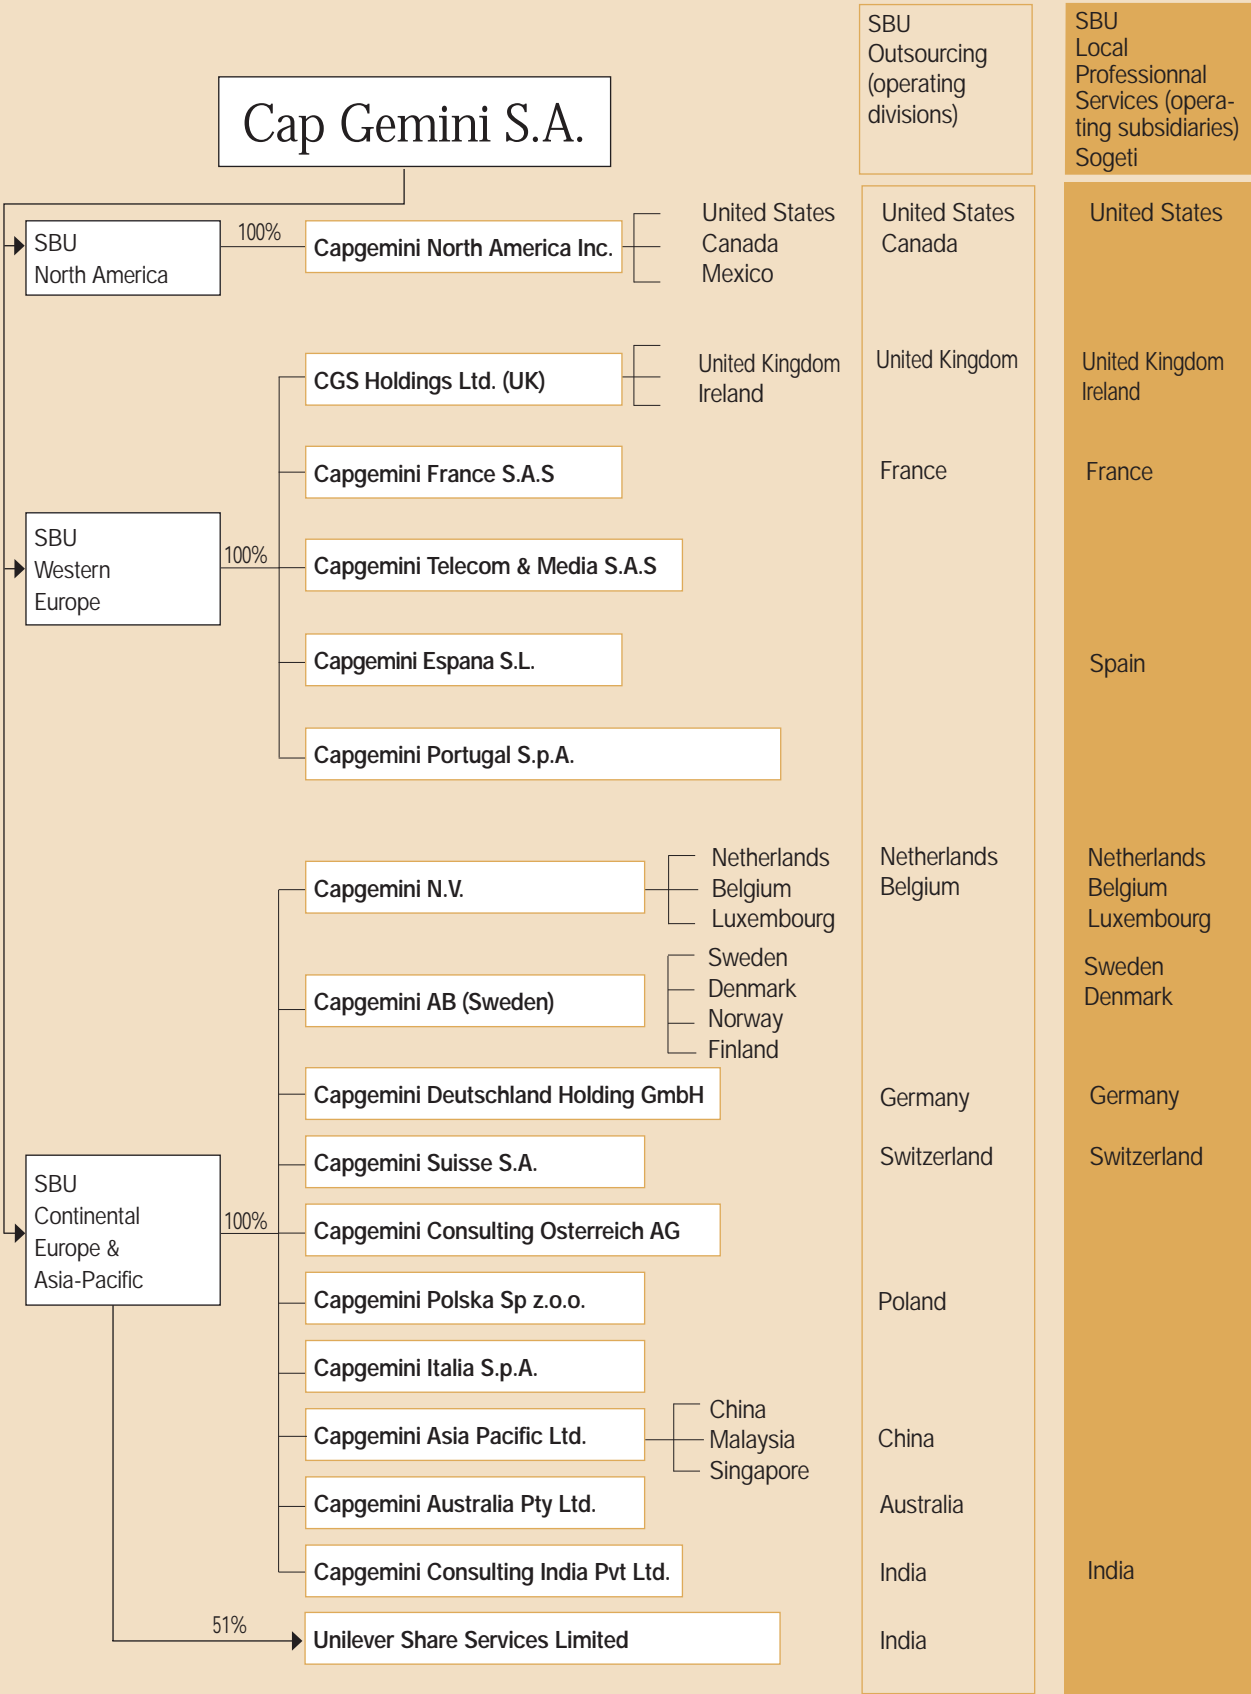 SBU
Outsourcing
(operating
divisions)
SBU
Local
Professionnal
Services (opera-
ting subsidiaries)
Sogeti
Cap Gemini S.A.
SBU
North America
100%
Capgemini North America Inc.
United States
Canada
Mexico
United States
Canada
United States
SBU
Western
Europe
100%
CGS Holdings Ltd. (UK)
United Kingdom
Ireland
United Kingdom
United Kingdom
Ireland
Capgemini France S.A.S
France
France
Capgemini Telecom & Media S.A.S
Capgemini Espana S.L.
Spain
Capgemini Portugal S.p.A.
SBU
Continental
Europe &
Asia-Pacific
100%
Capgemini N.V.
Netherlands
Belgium
Luxembourg
Netherlands
Belgium
Netherlands
Belgium
Luxembourg
Capgemini AB (Sweden)
Sweden
Denmark
Norway
Finland
Sweden
Denmark
Capgemini Deutschland Holding GmbH
Germany
Germany
Capgemini Suisse S.A.
Switzerland
Switzerland
Capgemini Consulting Osterreich AG
Capgemini Polska Sp z.o.o.
Poland
Capgemini Italia S.p.A.
Capgemini Asia Pacific Ltd.
China
Malaysia
Singapore
China
Capgemini Australia Pty Ltd.
Australia
Capgemini Consulting India Pvt Ltd.
India
India
51%
Unilever Share Services Limited
India